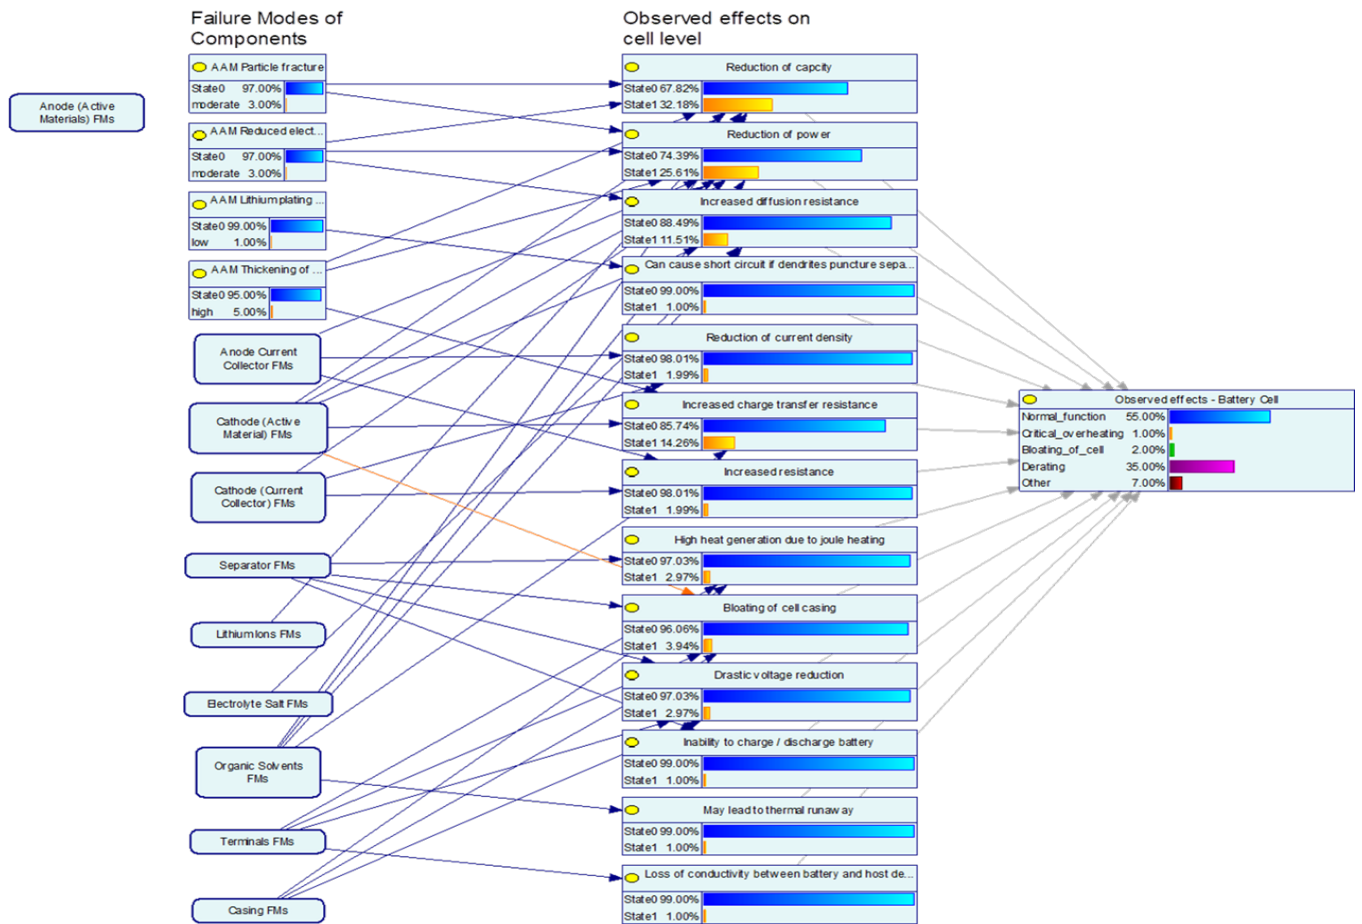 Failure Modes of
Components
Observed effects on
cell level
Anode (Active
Materials) FMs
AAM Particle fracture
State0 97.00%
moderate 3.00%
AAM Reduced elect...
State0 97.00%
moderate 3.00%
AAM Lithium plating ...
State0 99.00%
low 1.00%
AAM Thickening of ...
State0 95.00%
high 5.00%
Anode Current
Collector FMs
Cathode (Active
Material) FMs
Cathode (Current
Collector) FMs
Separator FMs
Lithium Ions FMs
Electrolyte Salt FMs
Organic Solvents
FMs
Terminals FMs
Casing FMs
Reduction of capcity
State0 67.82%
State1 32.18%
Reduction of power
State0 74.39%
State1 25.61%
Increased diffusion resistance
State0 88.49%
State1 11.51%
Can cause short circuit if dendrites puncture sepa...
State0 99.00%
State1 1.00%
Reduction of current density
State0 98.01%
State1 1.99%
Increased charge transfer resistance
State0 85.74%
State1 14.26%
Increased resistance
State0 98.01%
State1 1.99%
High heat generation due to joule heating
State0 97.03%
State1 2.97%
Bloating of cell casing
State0 96.06%
State1 3.94%
Drastic voltage reduction
State0 97.03%
State1 2.97%
Inability to charge / discharge battery
State0 99.00%
State1 1.00%
May lead to thermal runaway
State0 99.00%
State1 1.00%
Loss of conductivity between battery and host de...
State0 99.00%
State1 1.00%
Observed effects - Battery Cell
Normal_function 55.00%
Critical_overheating 1.00%
Bloating_of_cell 2.00%
Derating 35.00%
Other 7.00%